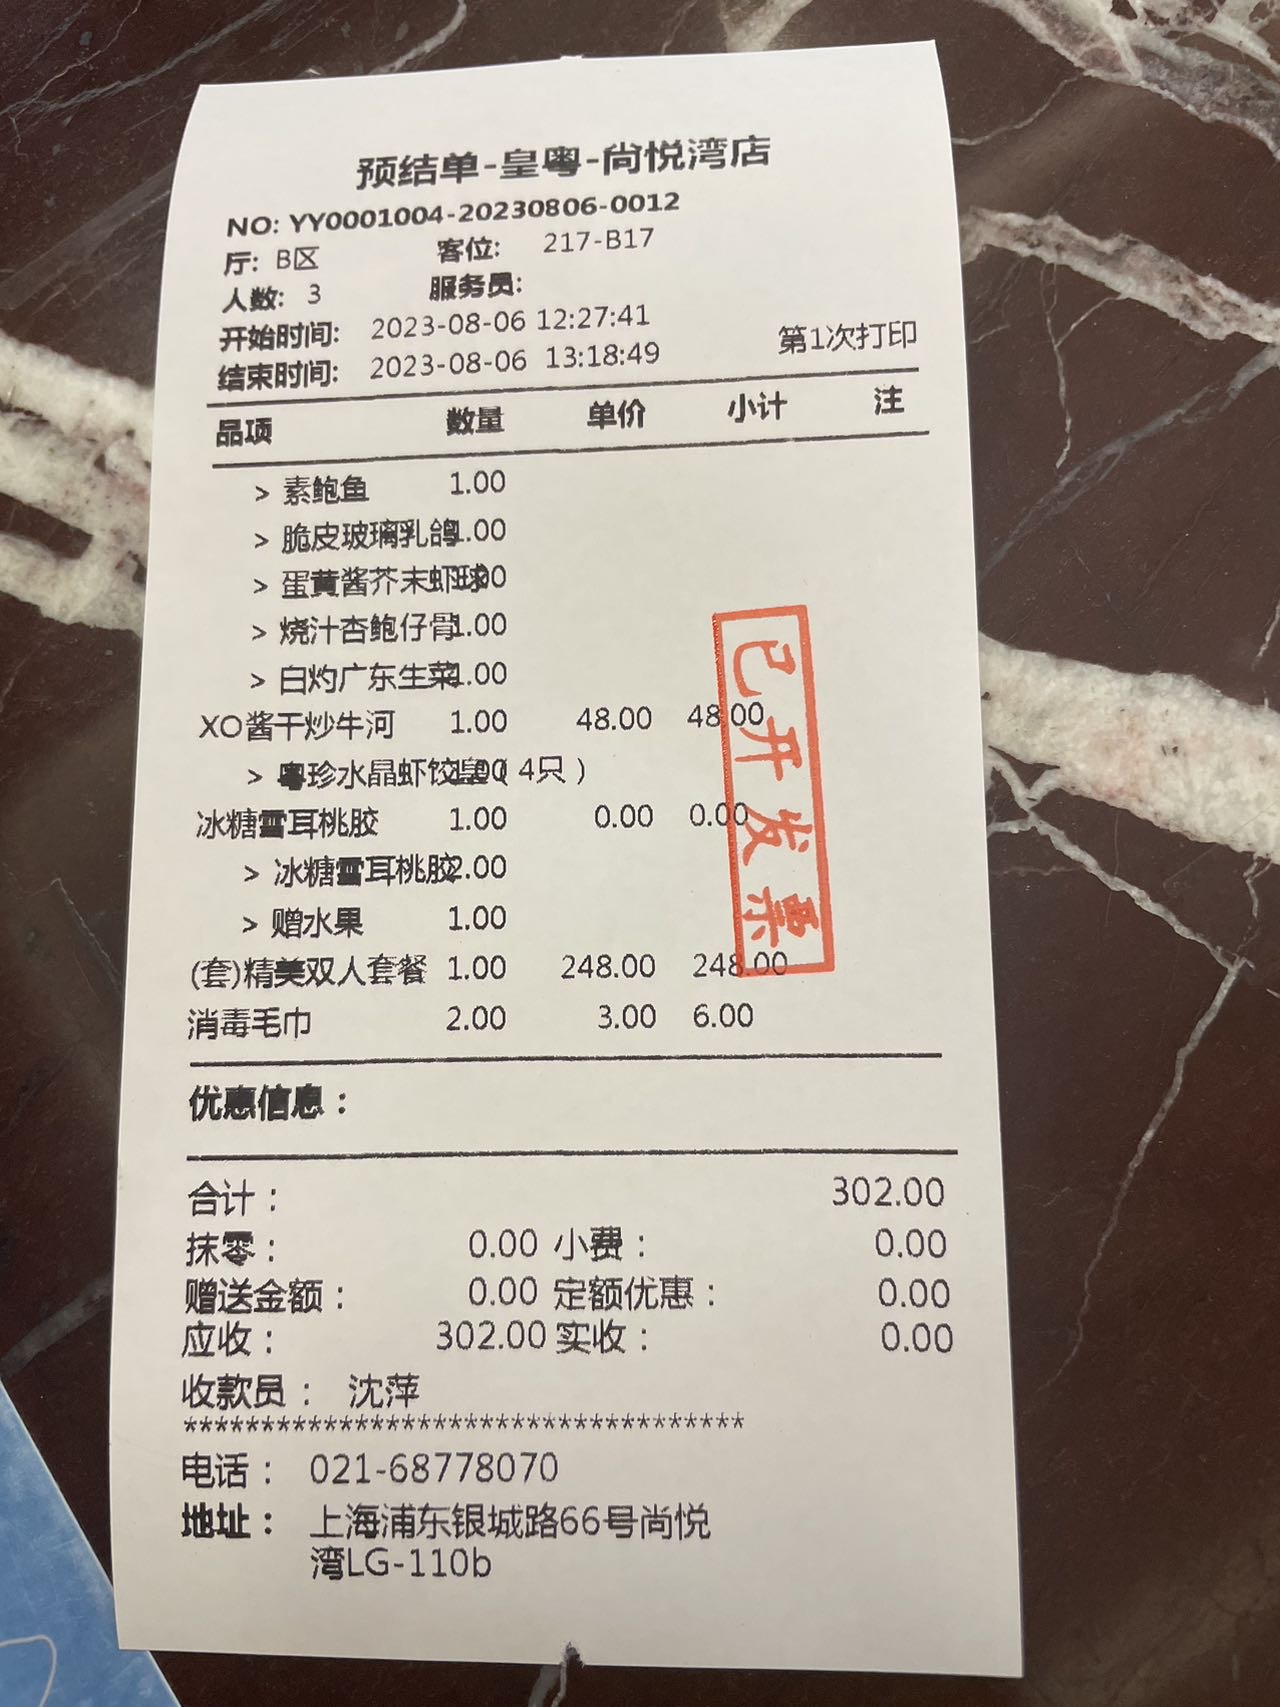 预结单-皇粤-尚悦湾店
NO: YY0001004-20230806-0012
厅: B区 客位: 217-B17
人数: 3 服务员:
开始时间: 2023-08-06 12:27:41
结束时间: 2023-08-06 13:18:49 第1次打印
品项 数量 单价 小计 注
> 素鲍鱼 1.00
> 脆皮玻璃乳鸽 1.00
> 蛋黄酱芥末虾球
> 烧汁杏鲍仔骨 1.00
> 白灼广东生菜 1.00
XO酱干炒牛河 1.00 48.00 48.00
> 粤珍水晶虾饺皇(4只)
冰糖雪耳桃胶 1.00 0.00 0.00
> 冰糖雪耳桃胶 2.00
> 赠水果 1.00
(套)精美双人套餐 1.00 248.00 248.00
消毒毛巾 2.00 3.00 6.00
已开发票
优惠信息：
合计： 302.00
抹零： 0.00 小费： 0.00
赠送金额： 0.00 定额优惠： 0.00
应收： 302.00 实收： 0.00
收款员： 沈萍
************************************
电话： 021-68778070
地址： 上海浦东银城路66号尚悦
湾LG-110b